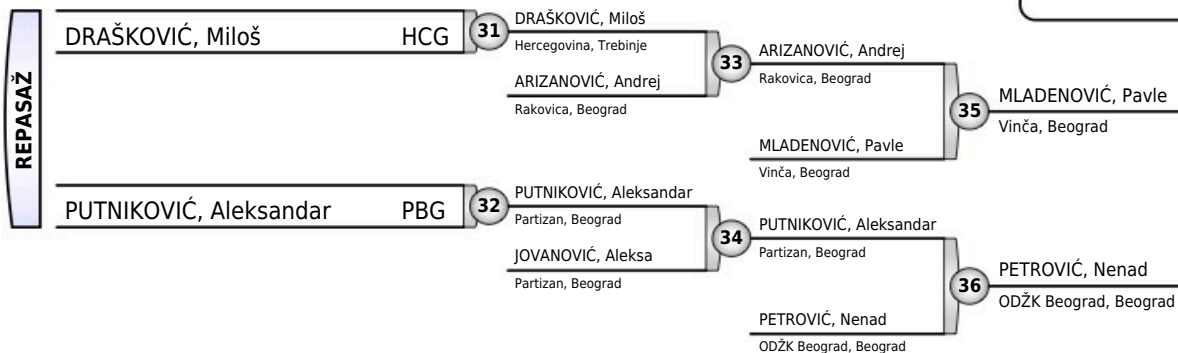 REPASAŽ
DRAŠKOVIĆ, Miloš HCG
31
DRAŠKOVIĆ, Miloš
Hercegovina, Trebinje
ARIZANOVIĆ, Andrej
Rakovica, Beograd
33
ARIZANOVIĆ, Andrej
Rakovica, Beograd
MLADENOVIĆ, Pavle
Vinča, Beograd
35
MLADENOVIĆ, Pavle
Vinča, Beograd
PUTNIKOVIĆ, Aleksandar PBG
32
PUTNIKOVIĆ, Aleksandar
Partizan, Beograd
JOVANOVIĆ, Aleksa
Partizan, Beograd
34
PUTNIKOVIĆ, Aleksandar
Partizan, Beograd
PETROVIĆ, Nenad
ODŽK Beograd, Beograd
36
PETROVIĆ, Nenad
ODŽK Beograd, Beograd